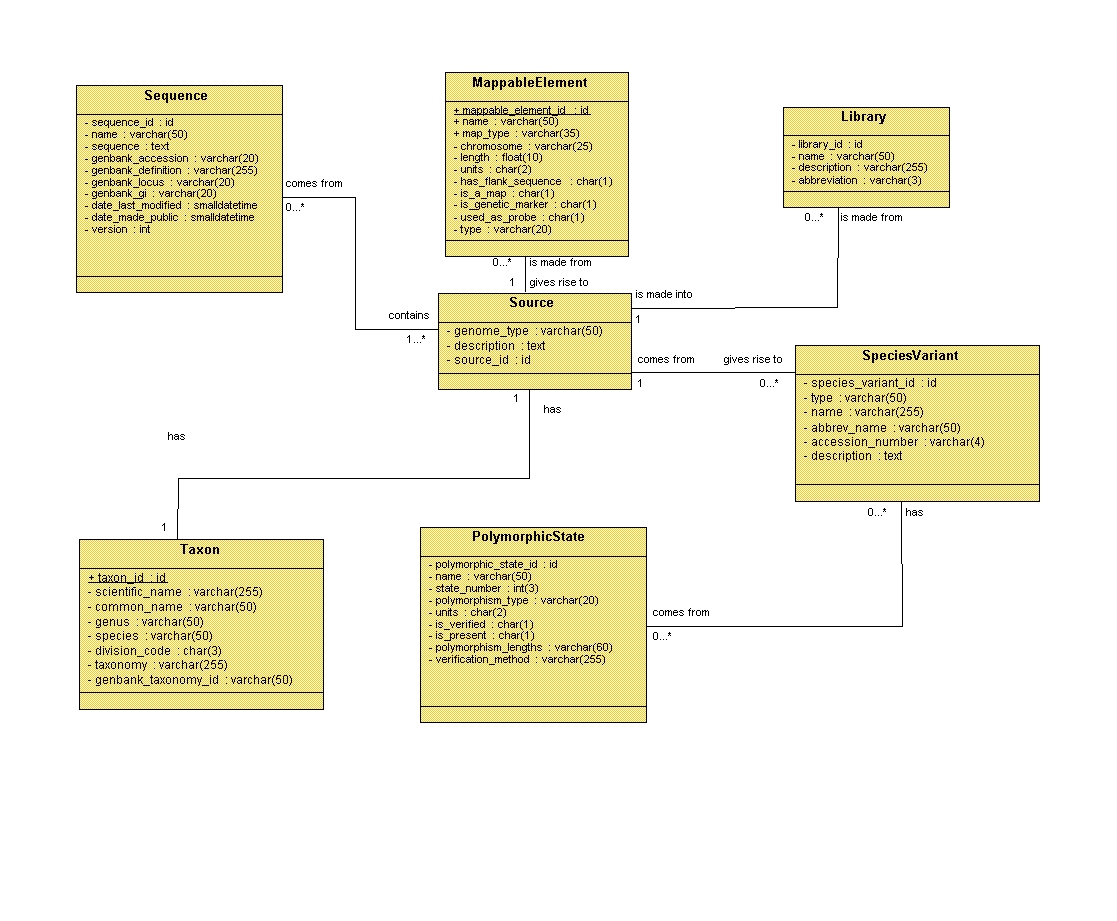 Sequence
- sequence_id : id
- name : varchar(50)
- sequence : text
- genbank_accession : varchar(20)
- genbank_definition : varchar(255)
- genbank_locus : varchar(20)
- genbank_gi : varchar(20)
- date_last_modified : smalldatetime
- date_made_public : smalldatetime
- version : int
MappableElement
+ mappable_element_id : id
+ name : varchar(50)
+ map_type : varchar(35)
- chromosome : varchar(25)
- length : float(10)
- units : char(2)
- has_flank_sequence : char(1)
- is_a_map : char(1)
- is_genetic_marker : char(1)
- used_as_probe : char(1)
- type : varchar(20)
Library
- library_id : id
- name : varchar(50)
- description : varchar(255)
- abbreviation : varchar(3)
comes from
0...*
0...* is made from
0...* is made from
1 gives rise to
is made into
1
contains
1...*
Source
- genome_type : varchar(50)
- description : text
- source_id : id
comes from gives rise to
1 0...*
SpeciesVariant
- species_variant_id : id
- type : varchar(50)
- name : varchar(255)
- abbrev_name : varchar(50)
- accession_number : varchar(4)
- description : text
1
has
has
1
0...* has
Taxon
+ taxon_id : id
- scientific_name : varchar(255)
- common_name : varchar(50)
- genus : varchar(50)
- species : varchar(50)
- division_code : char(3)
- taxonomy : varchar(255)
- genbank_taxonomy_id : varchar(50)
PolymorphicState
- polymorphic_state_id : id
- name : varchar(50)
- state_number : int(3)
- polymorphism_type : varchar(20)
- units : char(2)
- is_verified : char(1)
- is_present : char(1)
- polymorphism_lengths : varchar(60)
- verification_method : varchar(255)
comes from
0...*